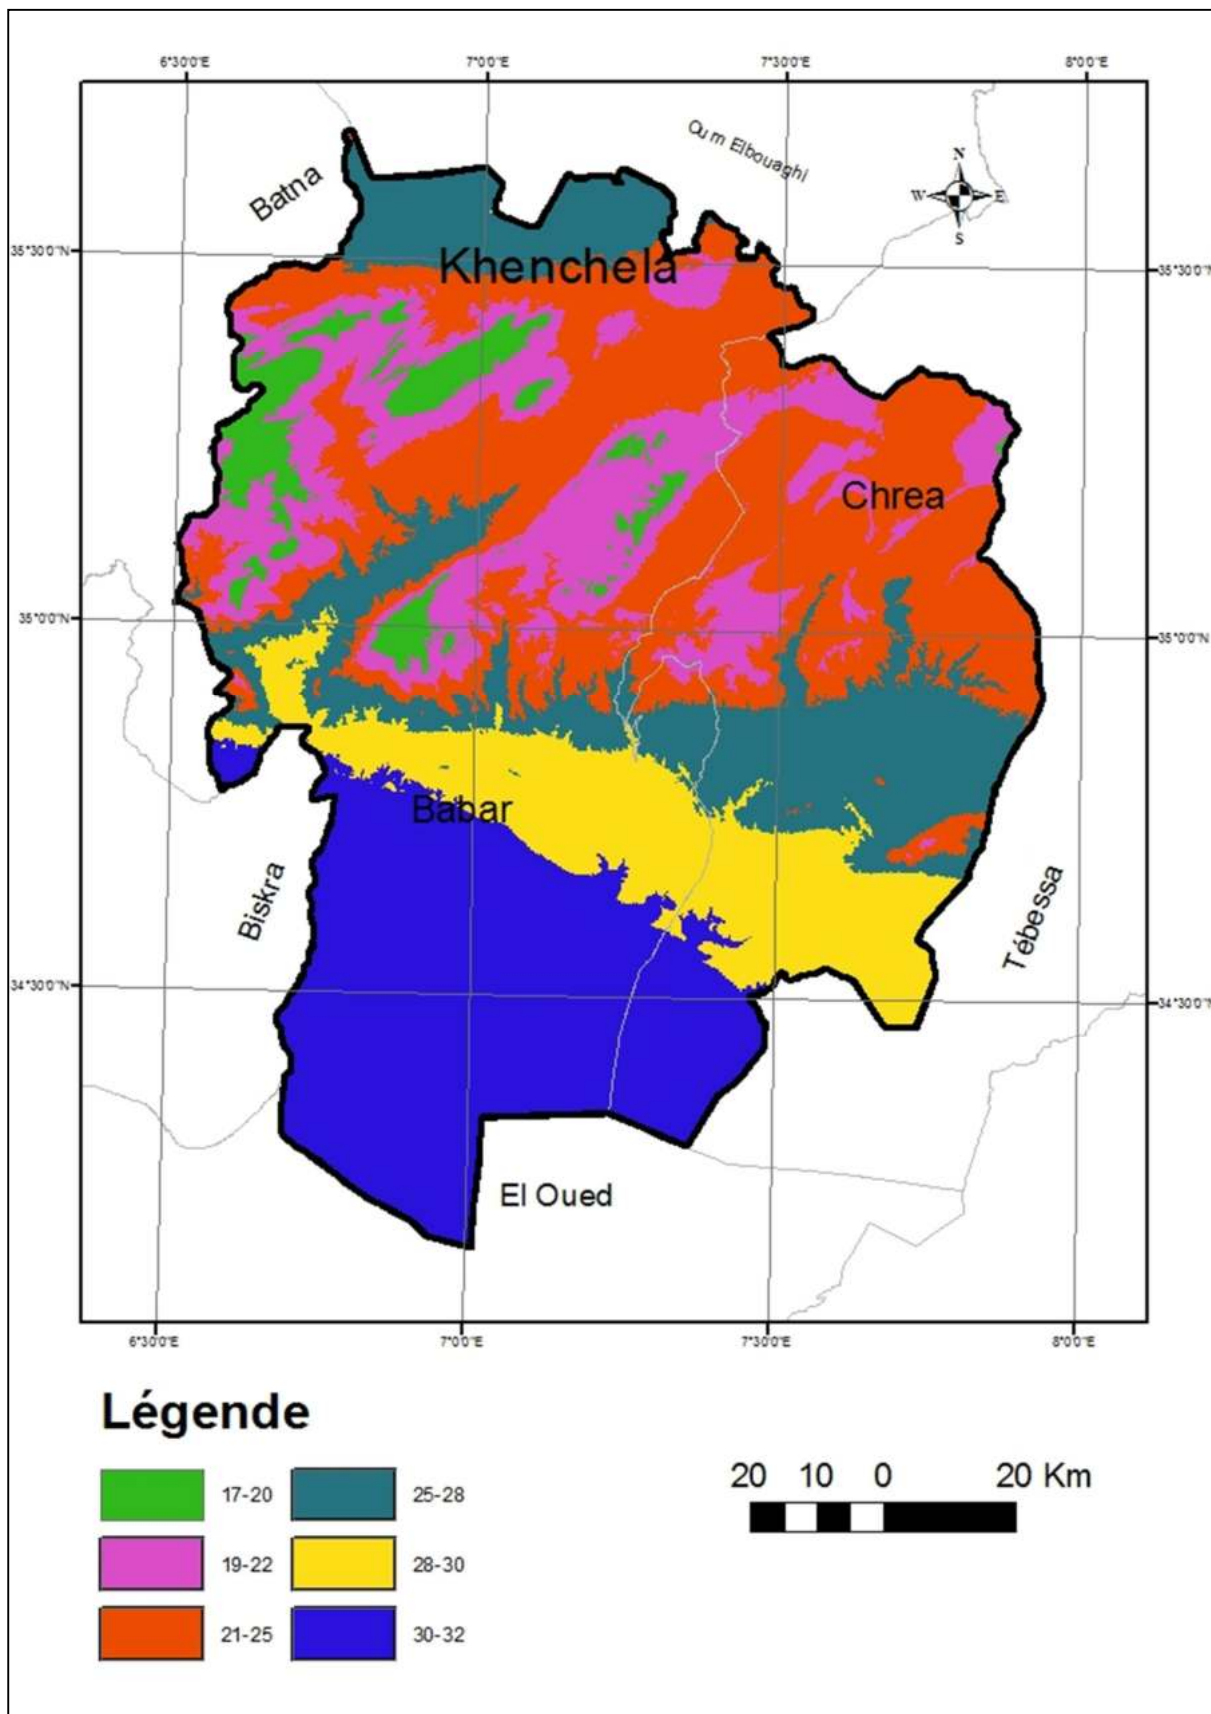 6°30'0"E 7°0'0"E 7°30'0"E 8°0'0"E
Oum Elbouaghi
Batna
N
W E
S
35°30'0"N 35°30'0"N
Khenchela
Chrea
35°0'0"N 35°0'0"N
Babar
Biskra
Tébessa
34°30'0"N 34°30'0"N
El Oued
6°30'0"E 7°0'0"E 7°30'0"E 8°0'0"E
Légende
17-20 25-28
19-22 28-30
21-25 30-32
20 10 0 20 Km